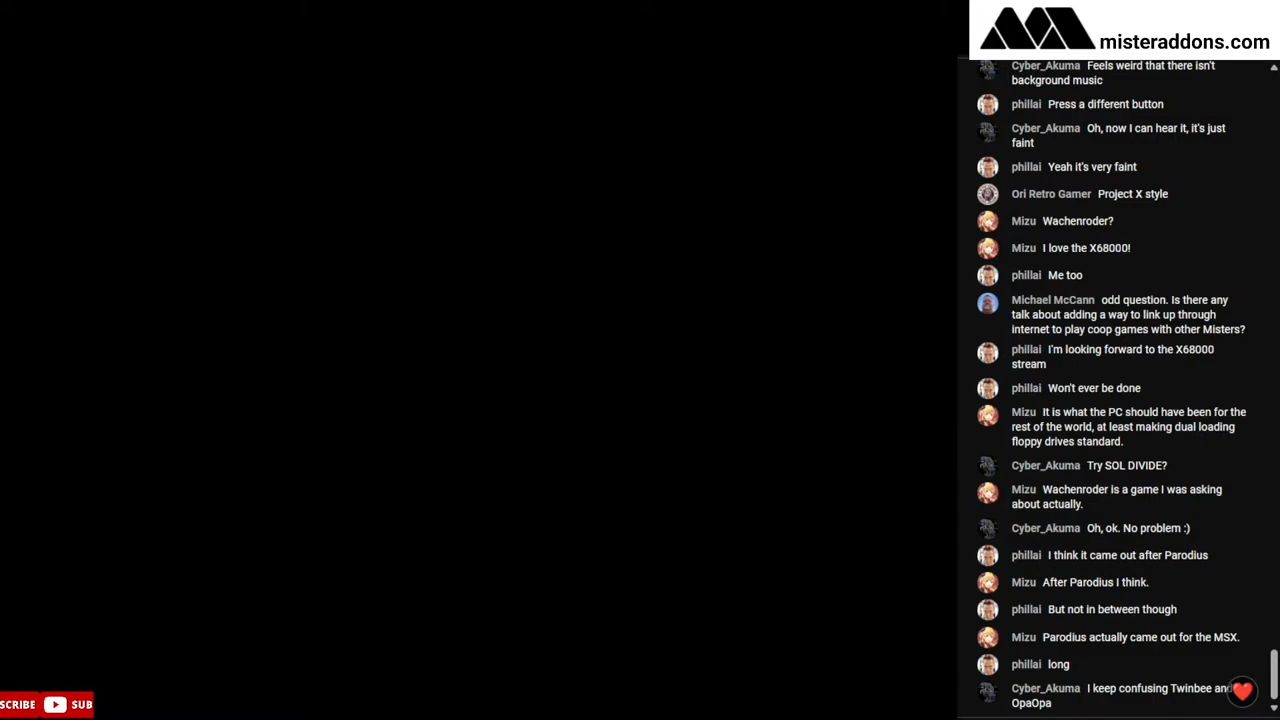 misteraddons.com
Cyber_Akuma Feels weird that there isn't
background music
phillai Press a different button
Cyber_Akuma Oh, now I can hear it, it's just
faint
phillai Yeah it's very faint
Ori Retro Gamer Project X style
Mizu Wachenroder?
Mizu I love the X68000!
phillai Me too
Michael McCann odd question. Is there any
talk about adding a way to link up through
internet to play coop games with other Misters?
phillai I'm looking forward to the X68000
stream
phillai Won't ever be done
Mizu It is what the PC should have been for the
rest of the world, at least making dual loading
floppy drives standard.
Cyber_Akuma Try SOL DIVIDE?
Mizu Wachenroder is a game I was asking
about actually.
Cyber_Akuma Oh, ok. No problem :)
phillai I think it came out after Parodius
Mizu After Parodius I think.
phillai But not in between though
Mizu Parodius actually came out for the MSX.
phillai long
Cyber_Akuma I keep confusing Twinbee and
OpaOpa
SCRIBE SUB